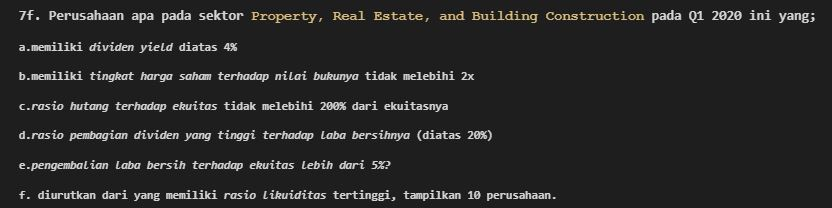 7f. Perusahaan apa pada sektor Property, Real Estate, and Building Construction pada Q1 2020 ini yang;
a.memiliki dividen yield diatas 4%
b.memiliki tingkat harga saham terhadap nilai bukunya tidak melebihi 2x
c.rasio hutang terhadap ekuitas tidak melebihi 200% dari ekuitasnya
d.rasio pembagian dividen yang tinggi terhadap laba bersihnya (diatas 20%)
e.pengembalian laba bersih terhadap ekuitas lebih dari 5%?
f. diurutkan dari yang memiliki rasio likuiditas tertinggi, tampilkan 10 perusahaan.